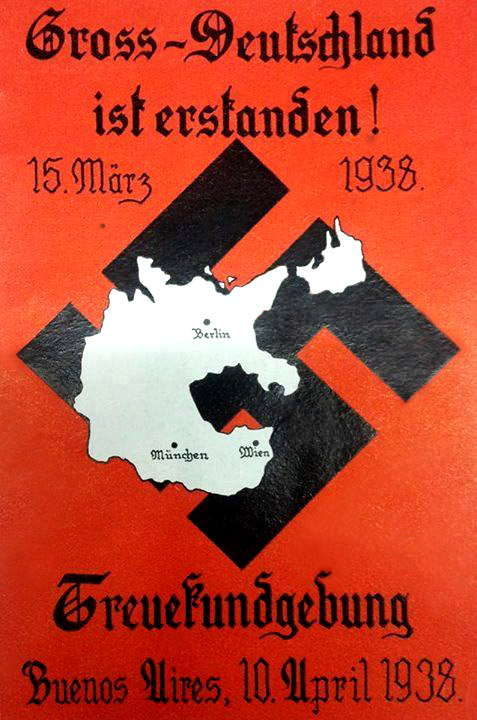 Gross-Deutschland
ist erstanden!
15. März 1938.
Berlin
München
Wien
Treuekundgebung
Buenos Aires, 10. April 1938.